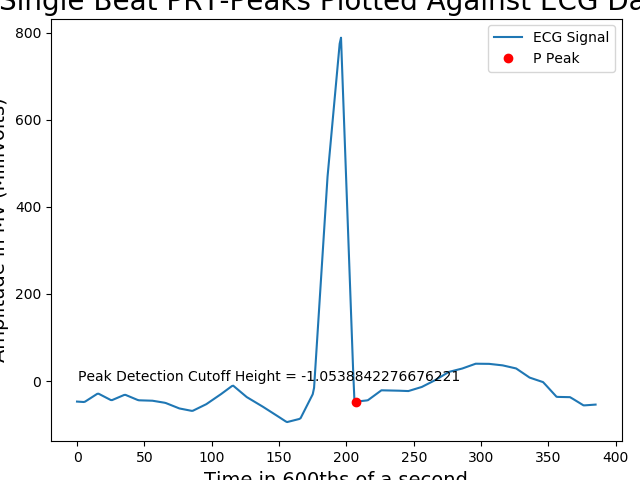 Single Beat PRT-Peaks Plotted Against ECG Da
ECG Signal
P Peak
800
600
400
200
0
Amplitude in MV (Millivolts)
Peak Detection Cutoff Height = -1.0538842276676221
0 50 100 150 200 250 300 350 400
Time in 600ths of a second